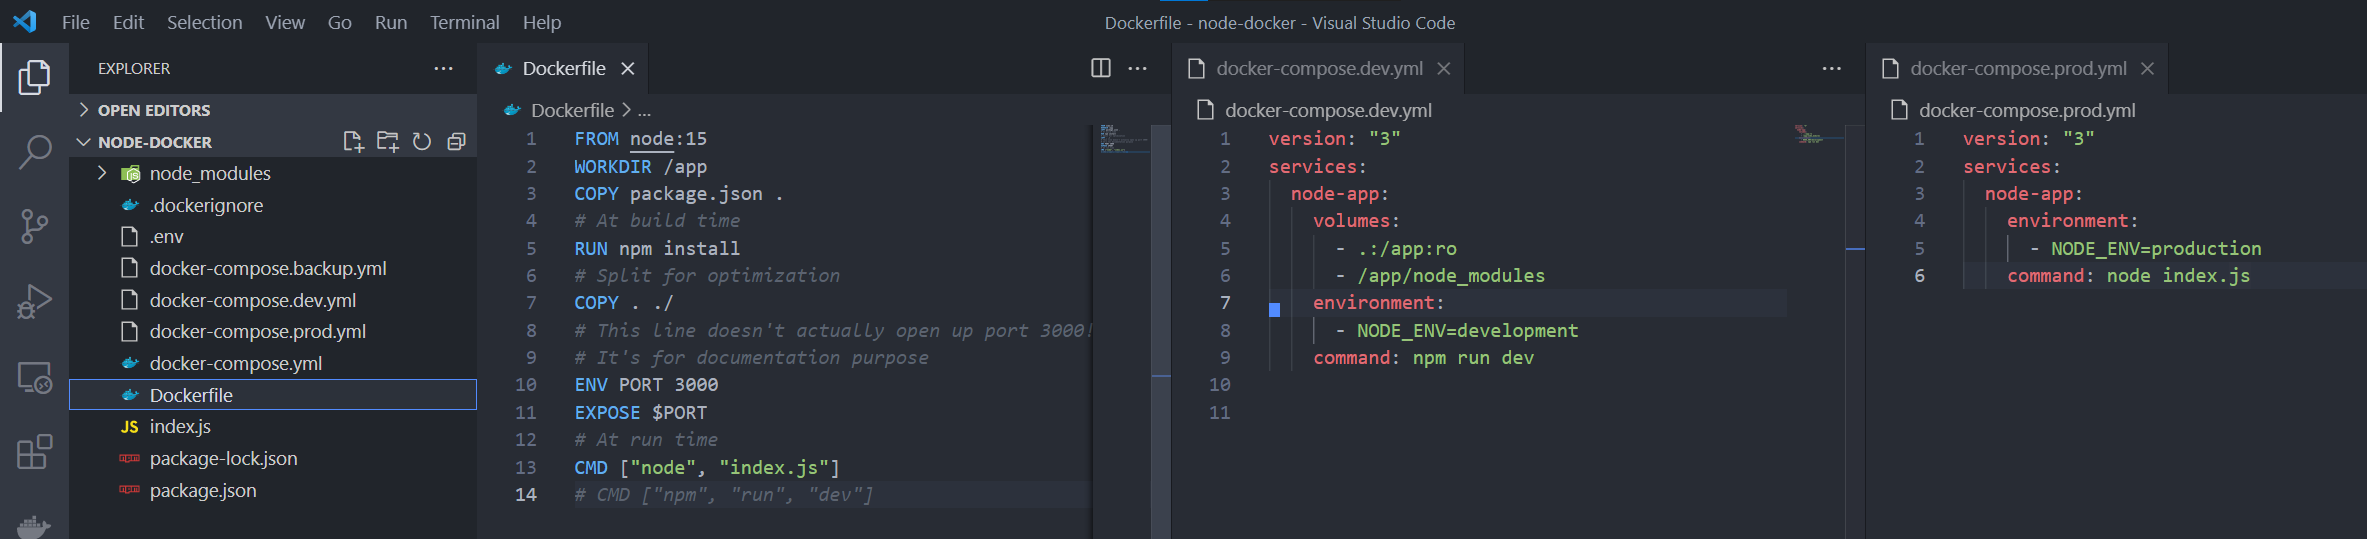 File Edit Selection View Go Run Terminal Help
Dockerfile - node-docker - Visual Studio Code
EXPLORER
OPEN EDITORS
NODE-DOCKER
node_modules
.dockerignore
.env
docker-compose.backup.yml
docker-compose.dev.yml
docker-compose.prod.yml
docker-compose.yml
Dockerfile
JS index.js
package-lock.json
package.json
Dockerfile
Dockerfile > ...
1 FROM node:15
2 WORKDIR /app
3 COPY package.json .
4 # At build time
5 RUN npm install
6 # Split for optimization
7 COPY . ./
8 # This line doesn't actually open up port 3000!
9 # It's for documentation purpose
10 ENV PORT 3000
11 EXPOSE $PORT
12 # At run time
13 CMD ["node", "index.js"]
14 # CMD ["npm", "run", "dev"]
docker-compose.dev.yml
docker-compose.dev.yml
1 version: "3"
2 services:
3 node-app:
4 volumes:
5 - .:/app:ro
6 - /app/node_modules
7 environment:
8 - NODE_ENV=development
9 command: npm run dev
10
11
docker-compose.prod.yml
docker-compose.prod.yml
1 version: "3"
2 services:
3 node-app:
4 environment:
5 - NODE_ENV=production
6 command: node index.js